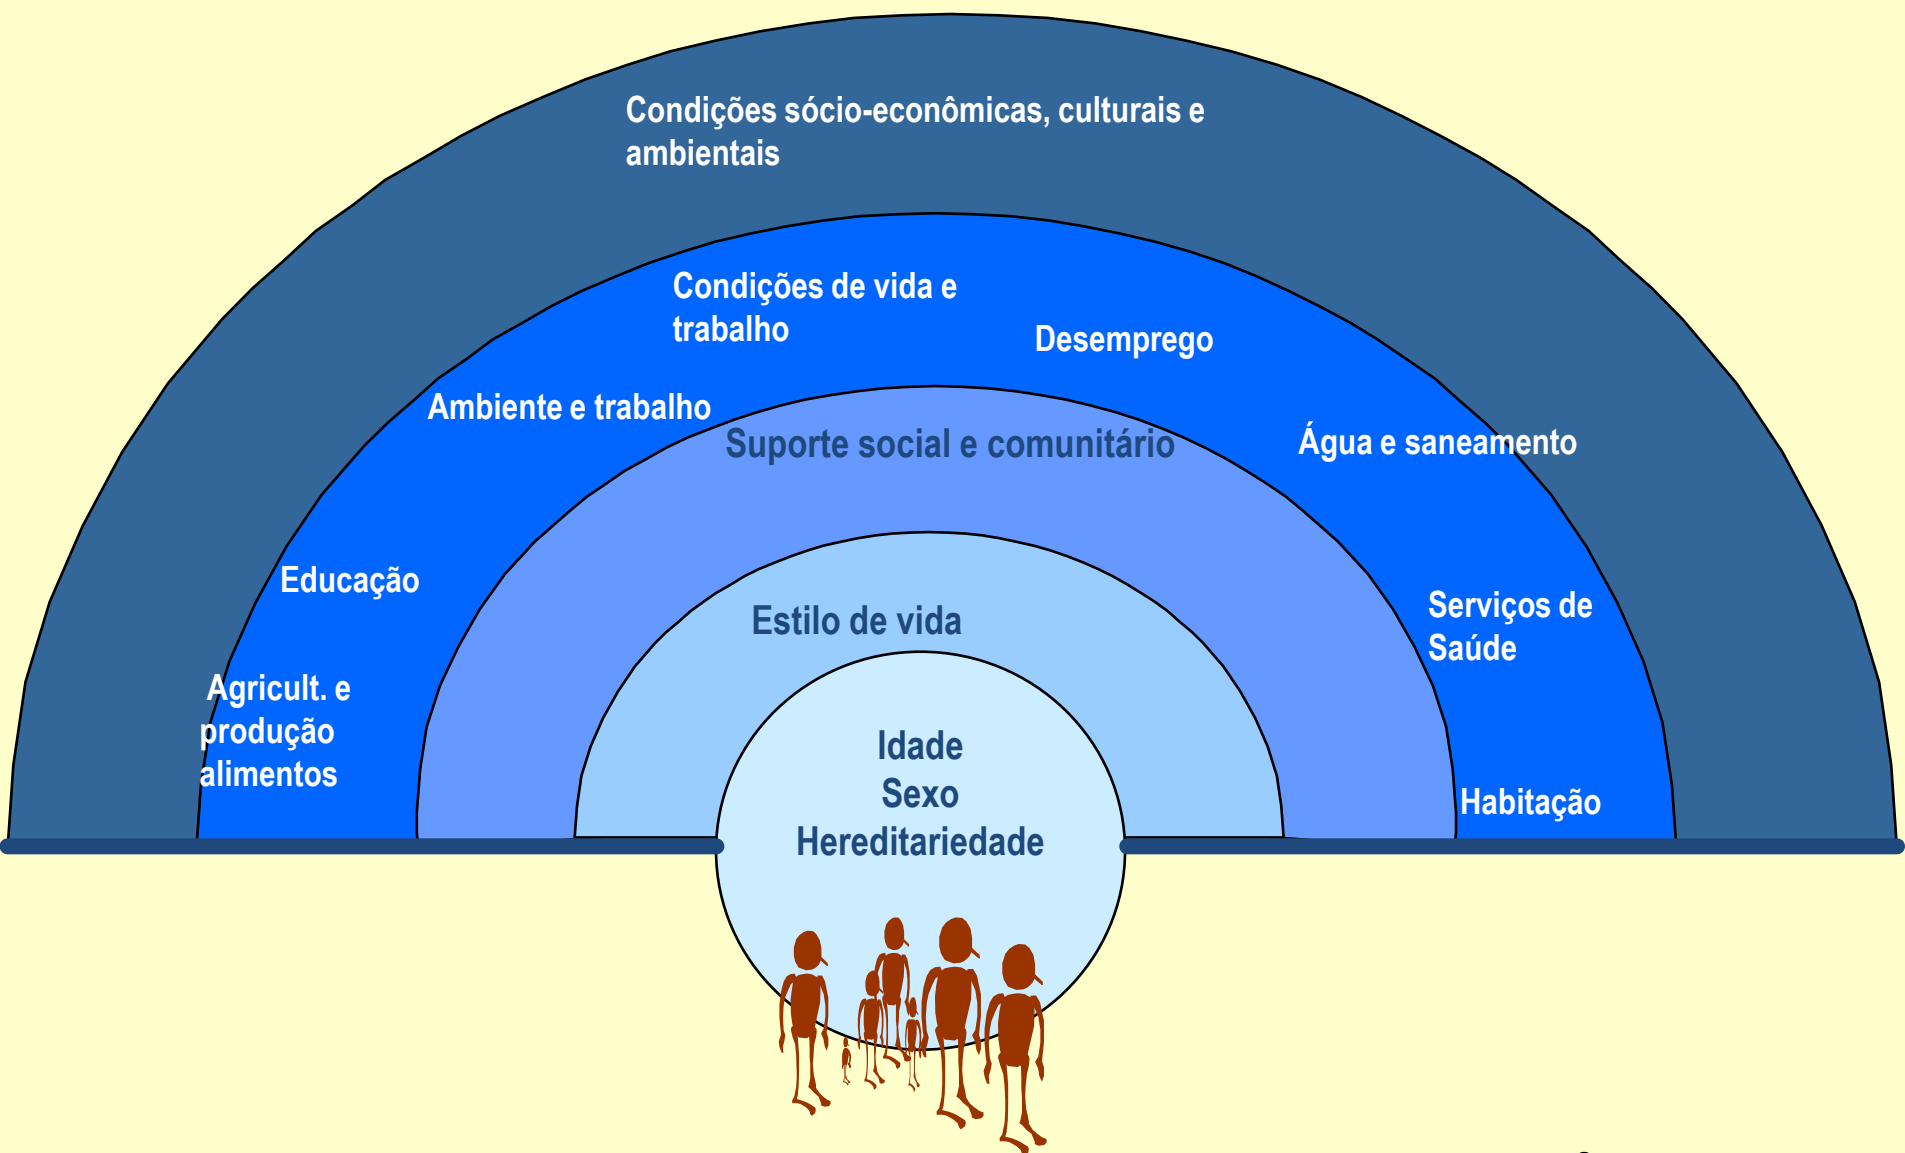 Condições sócio-econômicas, culturais e
ambientais
Condições de vida e
trabalho
Desemprego
Ambiente e trabalho
Suporte social e comunitário
Água e saneamento
Educação
Estilo de vida
Serviços de
Saúde
Agricult. e
produção
alimentos
Idade
Sexo
Hereditariedade
Habitação